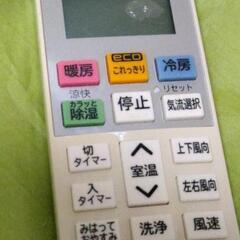 eco
暖房
これっきり
冷房
涼快
リセット
カラッと
除湿
停止
気流選択
切
タイマー
室温
上下風向
入
タイマー
左右風向
みはって
おやすみ
洗浄
風速